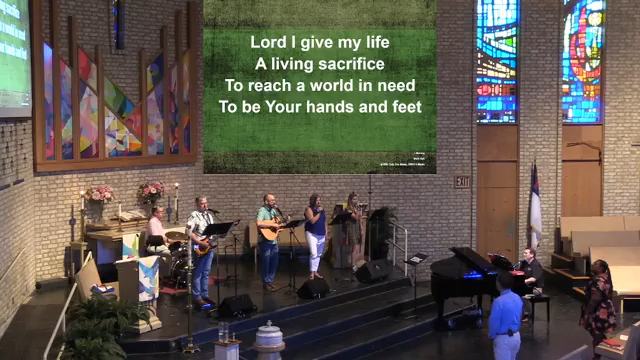 Lord I give my life
A living sacrifice
To reach a world in need
To be Your hands and feet
EXIT